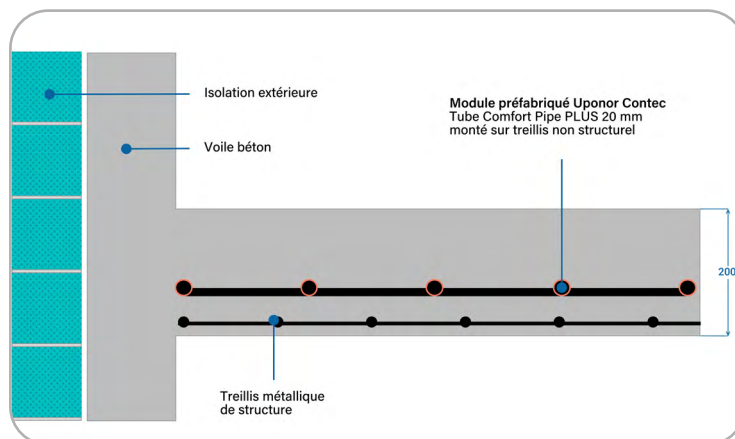 Isolation extérieure
Voile béton
Module préfabriqué Uponor Contec
Tube Comfort Pipe PLUS 20 mm
monté sur treillis non structurel
200
Treillis métallique
de structure